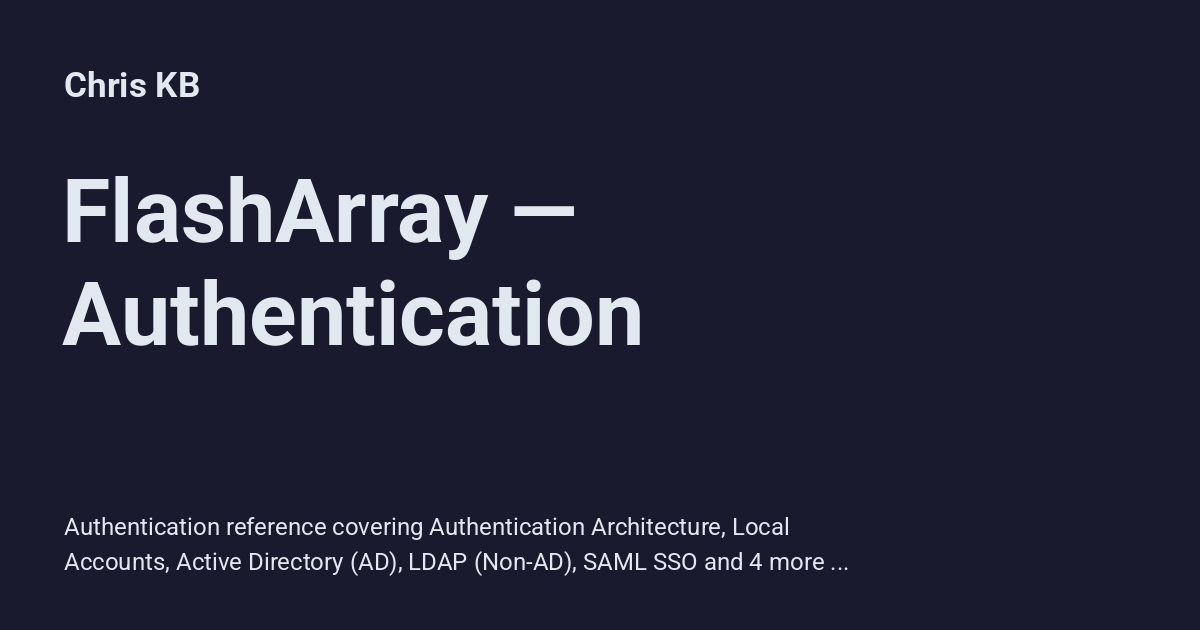 Chris KB
FlashArray —
Authentication
Authentication reference covering Authentication Architecture, Local
Accounts, Active Directory (AD), LDAP (Non-AD), SAML SSO and 4 more ...